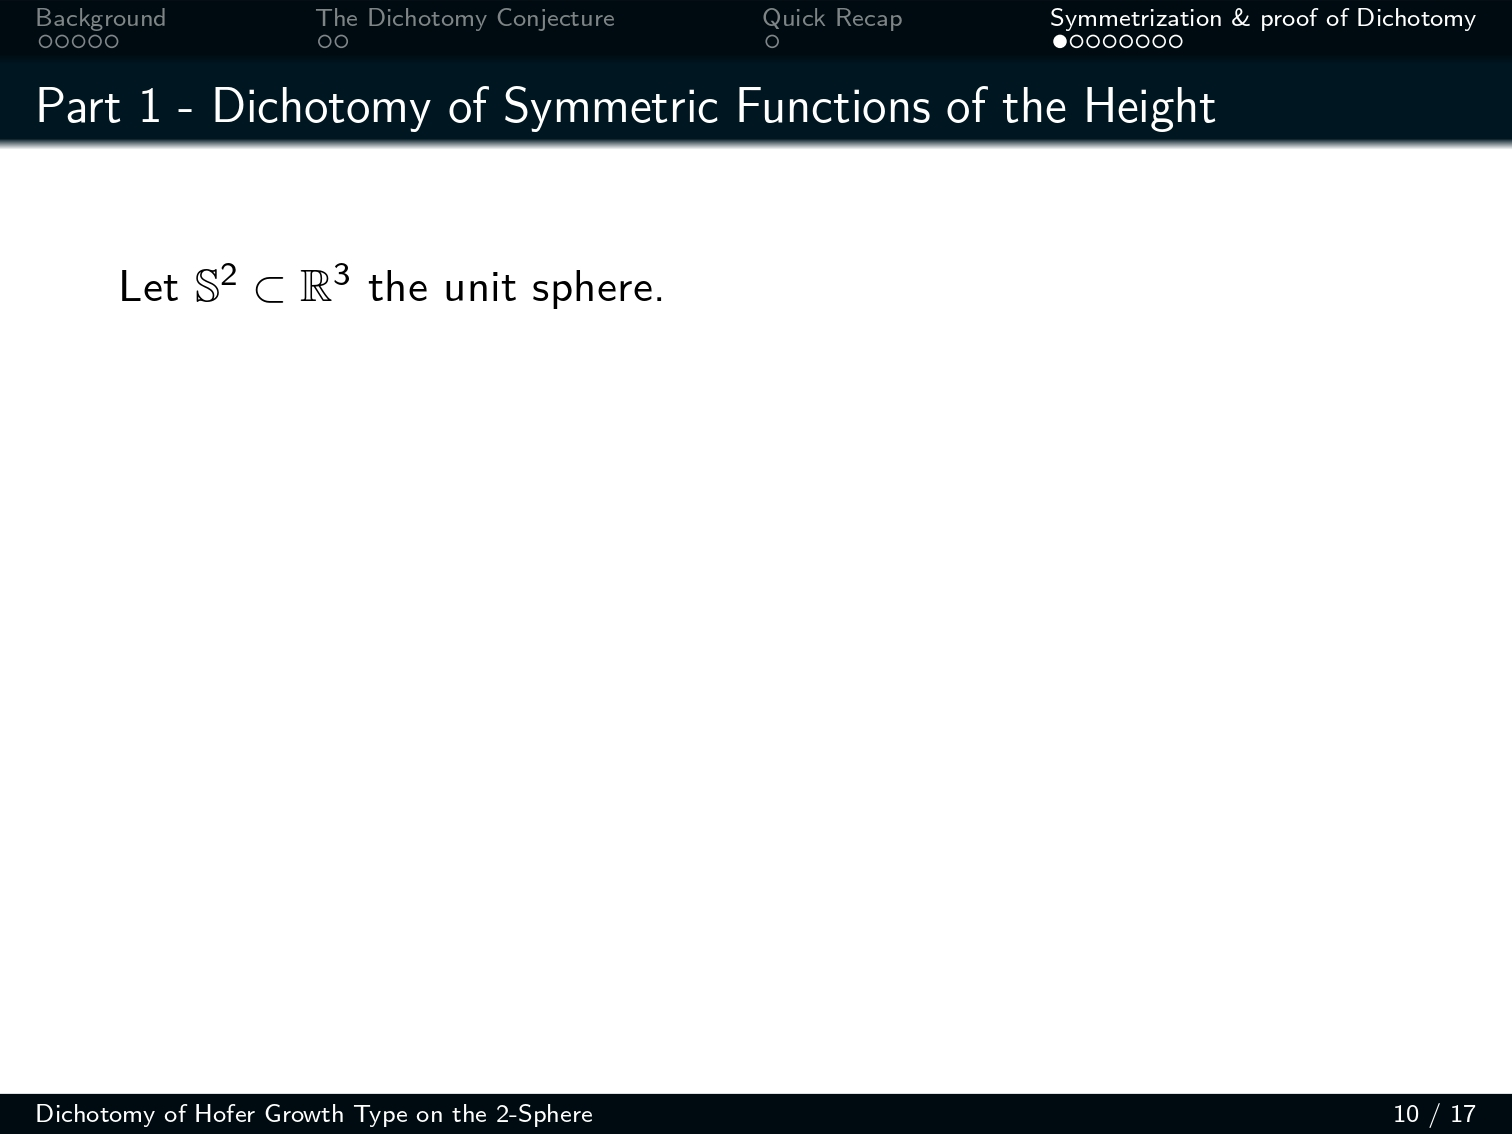 Background The Dichotomy Conjecture Quick Recap Symmetrization & proof of Dichotomy
Part 1 - Dichotomy of Symmetric Functions of the Height
Let 𝕊² ⊂ ℝ³ the unit sphere.
Dichotomy of Hofer Growth Type on the 2-Sphere 10 / 17